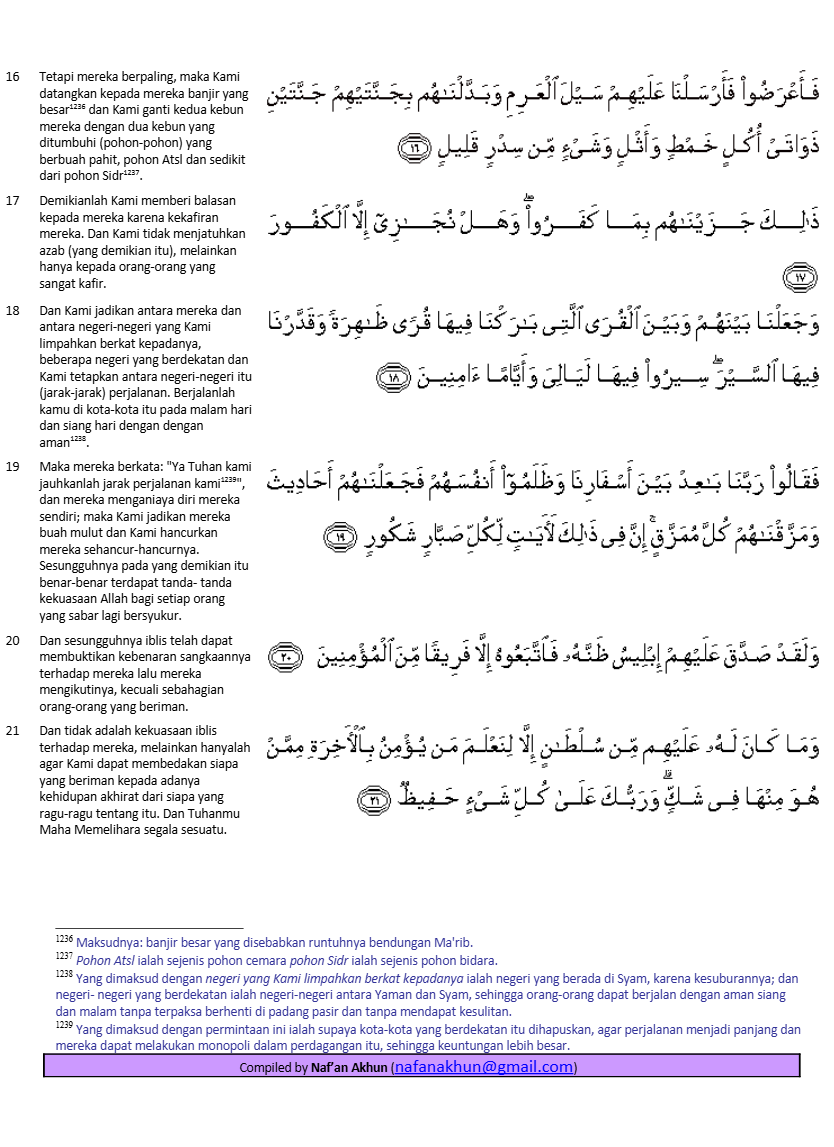 16 Tetapi mereka berpaling, maka Kami
datangkan kepada mereka banjir yang
besar1236 dan Kami ganti kedua kebun
mereka dengan dua kebun yang
ditumbuhi (pohon-pohon) yang
berbuah pahit, pohon Atsl dan sedikit
dari pohon Sidr1237.
فَأَعْرَضُوا۟ فَأَرْسَلْنَا عَلَيْهِمْ سَيْلَ ٱلْعَرِمِ وَبَدَّلْنَـٰهُم بِجَنَّتَيْهِمْ جَنَّتَيْنِ
ذَوَاتَىْ أُكُلٍ خَمْطٍ وَأَثْلٍ وَشَىْءٍ مِّن سِدْرٍ قَلِيلٍ ١٦
17 Demikianlah Kami memberi balasan
kepada mereka karena kekafiran
mereka. Dan Kami tidak menjatuhkan
azab (yang demikian itu), melainkan
hanya kepada orang-orang yang
sangat kafir.
ذَٰلِكَ جَزَيْنَـٰهُم بِمَا كَفَرُوا۟ ۖ وَهَلْ نُجَـٰزِىٓ إِلَّا ٱلْكَفُورَ
١٧
18 Dan Kami jadikan antara mereka dan
antara negeri-negeri yang Kami
limpahkan berkat kepadanya,
beberapa negeri yang berdekatan dan
Kami tetapkan antara negeri-negeri itu
(jarak-jarak) perjalanan. Berjalanlah
kamu di kota-kota itu pada malam hari
dan siang hari dengan dengan
aman1238.
وَجَعَلْنَا بَيْنَهُمْ وَبَيْنَ ٱلْقُرَى ٱلَّتِى بَـٰرَكْنَا فِيهَا قُرًى ظَـٰهِرَةً وَقَدَّرْنَا
فِيهَا ٱلسَّيْرَ ۖ سِيرُوا۟ فِيهَا لَيَالِىَ وَأَيَّامًا ءَامِنِينَ ١٨
19 Maka mereka berkata: "Ya Tuhan kami
jauhkanlah jarak perjalanan kami1239",
dan mereka menganiaya diri mereka
sendiri; maka Kami jadikan mereka
buah mulut dan Kami hancurkan
mereka sehancur-hancurnya.
Sesungguhnya pada yang demikian itu
benar-benar terdapat tanda- tanda
kekuasaan Allah bagi setiap orang
yang sabar lagi bersyukur.
فَقَالُوا۟ رَبَّنَا بَـٰعِدْ بَيْنَ أَسْفَارِنَا وَظَلَمُوٓا۟ أَنفُسَهُمْ فَجَعَلْنَـٰهُمْ أَحَادِيثَ
وَمَزَّقْنَـٰهُمْ كُلَّ مُمَزَّقٍ ۚ إِنَّ فِى ذَٰلِكَ لَـَٔايَـٰتٍ لِّكُلِّ صَبَّارٍ شَكُورٍ ١٩
20 Dan sesungguhnya iblis telah dapat
membuktikan kebenaran sangkaannya
terhadap mereka lalu mereka
mengikutinya, kecuali sebahagian
orang-orang yang beriman.
وَلَقَدْ صَدَّقَ عَلَيْهِمْ إِبْلِيسُ ظَنَّهُۥ فَٱتَّبَعُوهُ إِلَّا فَرِيقًا مِّنَ ٱلْمُؤْمِنِينَ ٢٠
21 Dan tidak adalah kekuasaan iblis
terhadap mereka, melainkan hanyalah
agar Kami dapat membedakan siapa
yang beriman kepada adanya
kehidupan akhirat dari siapa yang
ragu-ragu tentang itu. Dan Tuhanmu
Maha Memelihara segala sesuatu.
وَمَا كَانَ لَهُۥ عَلَيْهِم مِّن سُلْطَـٰنٍ إِلَّا لِنَعْلَمَ مَن يُؤْمِنُ بِٱلْـَٔاخِرَةِ مِمَّنْ
هُوَ مِنْهَا فِى شَكٍّ ۗ وَرَبُّكَ عَلَىٰ كُلِّ شَىْءٍ حَفِيظٌ ٢١
1236 Maksudnya: banjir besar yang disebabkan runtuhnya bendungan Ma'rib.
1237 Pohon Atsl ialah sejenis pohon cemara pohon Sidr ialah sejenis pohon bidara.
1238 Yang dimaksud dengan negeri yang Kami limpahkan berkat kepadanya ialah negeri yang berada di Syam, karena kesuburannya; dan
negeri- negeri yang berdekatan ialah negeri-negeri antara Yaman dan Syam, sehingga orang-orang dapat berjalan dengan aman siang
dan malam tanpa terpaksa berhenti di padang pasir dan tanpa mendapat kesulitan.
1239 Yang dimaksud dengan permintaan ini ialah supaya kota-kota yang berdekatan itu dihapuskan, agar perjalanan menjadi panjang dan
mereka dapat melakukan monopoli dalam perdagangan itu, sehingga keuntungan lebih besar.
Compiled by Naf’an Akhun (nafanakhun@gmail.com)